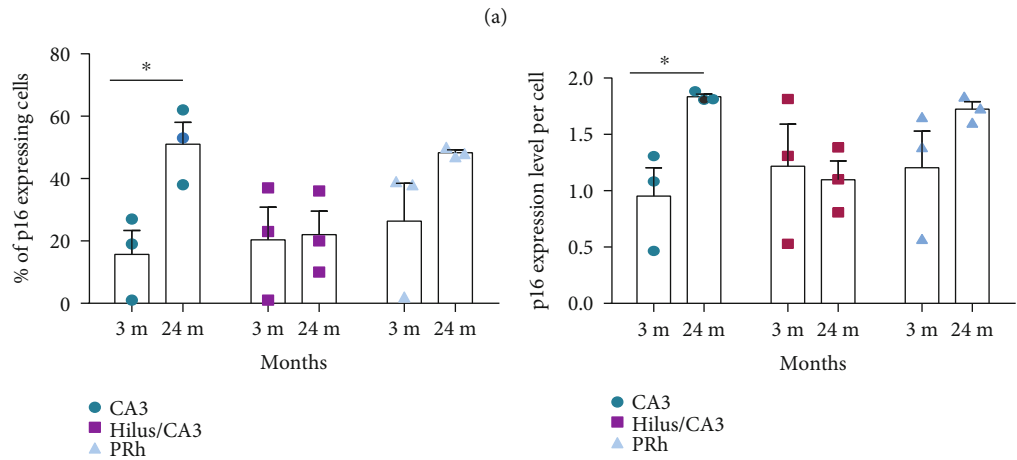 (a)
% of p16 expressing cells
80
60
40
20
0
*
3 m 24 m 3 m 24 m 3 m 24 m
Months
CA3
Hilus/CA3
PRh
p16 expression level per cell
2.0
1.5
1.0
0.5
0.0
*
3 m 24 m 3 m 24 m 3 m 24 m
Months
CA3
Hilus/CA3
PRh